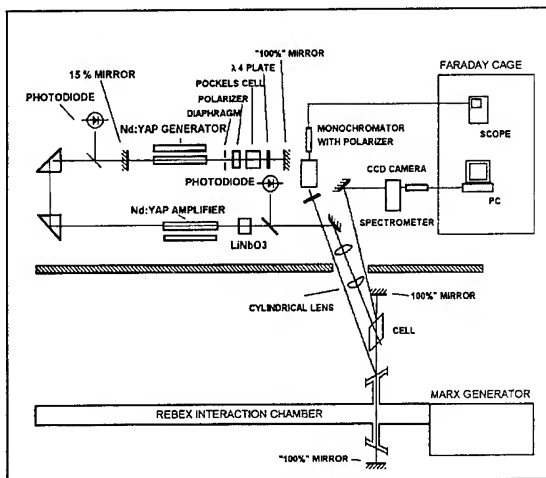 "100%" MIRROR
λ 4 PLATE
POCKELS CELL
POLARIZER
DIAPHRAGM
15 % MIRROR
PHOTODIODE
Nd:YAP GENERATOR
FARADAY CAGE
SCOPE
MONOCHROMATOR
WITH POLARIZER
CCD CAMERA
PC
SPECTROMETER
PHOTODIODE
Nd:YAP AMPLIFIER
LiNbO3
CYLINDRICAL LENS
100%" MIRROR
CELL
MARX GENERATOR
REBEX INTERACTION CHAMBER
"100%" MIRROR